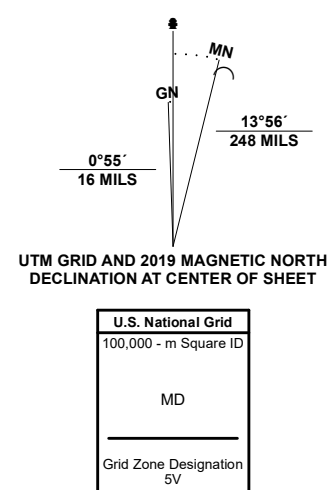 MN
GN
13°56´
248 MILS
0°55´
16 MILS
UTM GRID AND 2019 MAGNETIC NORTH
DECLINATION AT CENTER OF SHEET
U.S. National Grid
100,000 - m Square ID
MD
Grid Zone Designation
5V